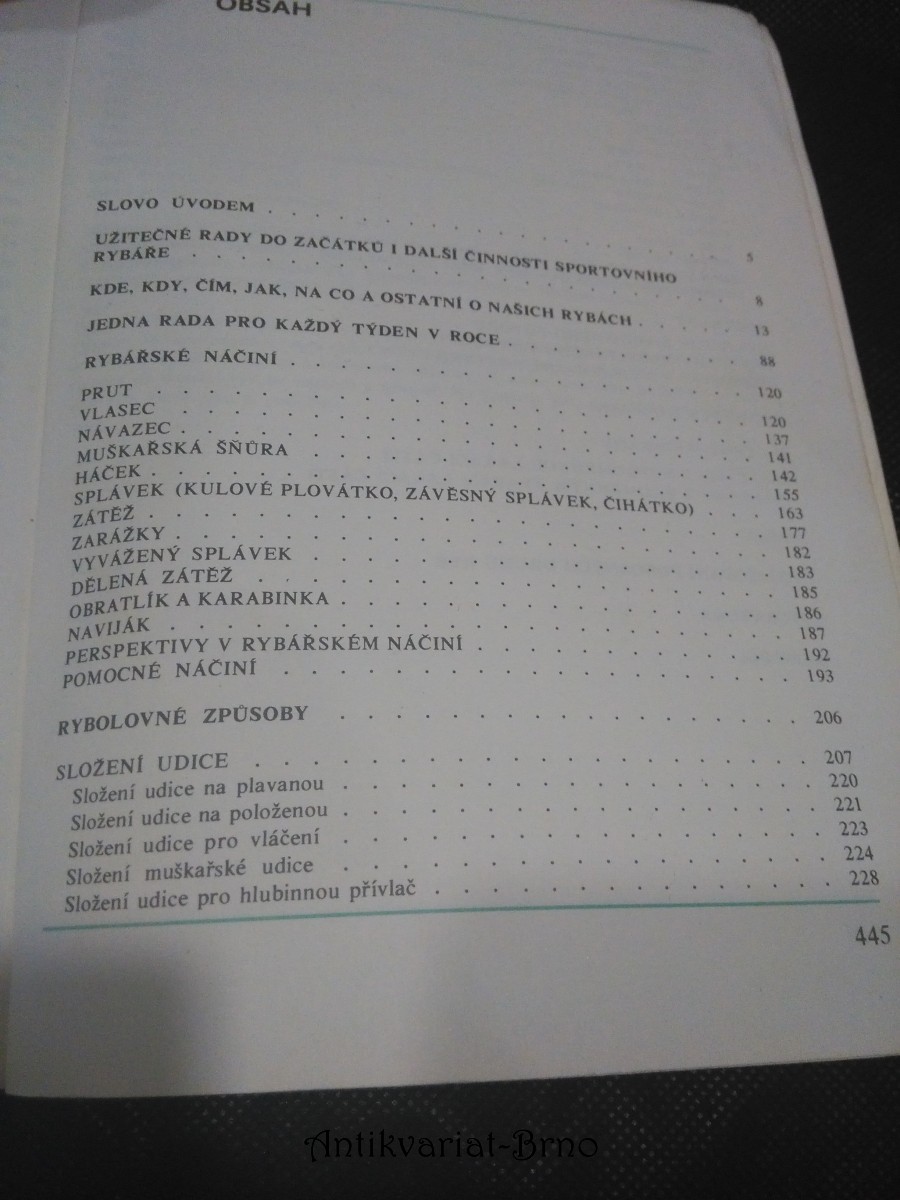 OBSAH
SLOVO ÚVODEM . . . . . . . . . . . . . . . . . . . . 5
UŽITEČNÉ RADY DO ZAČÁTKŮ I DALŠÍ ČINNOSTI SPORTOVNÍHO
RYBÁŘE . . . . . . . . . . . . . . . . . . . . 8
KDE, KDY, ČÍM, JAK, NA CO A OSTATNÍ O NAŠICH RYBÁCH . . . . . 13
JEDNA RADA PRO KAŽDÝ TÝDEN V ROCE . . . . . . . . . . 88
RYBÁŘSKÉ NÁČINÍ . . . . . . . . . . . . . . . . . . 120
PRUT . . . . . . . . . . . . . . . . . . . . 120
VLASEC . . . . . . . . . . . . . . . . . . . . 137
NÁVAZEC . . . . . . . . . . . . . . . . . . . . 141
MUŠKAŘSKÁ ŠŇŮRA . . . . . . . . . . . . . . . . . 142
HÁČEK . . . . . . . . . . . . . . . . . . . . 155
SPLÁVEK (KULOVÉ PLOVÁTKO, ZÁVĚSNÝ SPLÁVEK, ČIHÁTKO) . . . 163
ZÁTĚŽ . . . . . . . . . . . . . . . . . . . . 177
ZARÁŽKY . . . . . . . . . . . . . . . . . . . . 182
VYVÁŽENÝ SPLÁVEK . . . . . . . . . . . . . . . . . 183
DĚLENÁ ZÁTĚŽ . . . . . . . . . . . . . . . . . . 185
OBRATLÍK A KARABINKA . . . . . . . . . . . . . . . 186
NAVIJÁK . . . . . . . . . . . . . . . . . . . . 187
PERSPEKTIVY V RYBÁŘSKÉM NÁČINÍ . . . . . . . . . . . 192
POMOCNÉ NÁČINÍ . . . . . . . . . . . . . . . . . . 193
RYBOLOVNÉ ZPŮSOBY . . . . . . . . . . . . . . . . 206
SLOŽENÍ UDICE . . . . . . . . . . . . . . . . . . 207
Složení udice na plavanou . . . . . . . . . . . . . . . 220
Složení udice na položenou . . . . . . . . . . . . . . . 221
Složení udice pro vláčení . . . . . . . . . . . . . . . 223
Složení muškařské udice . . . . . . . . . . . . . . . 224
Složení udice pro hlubinnou přívlač . . . . . . . . . . . . 228
445
Antikvariat-Brno